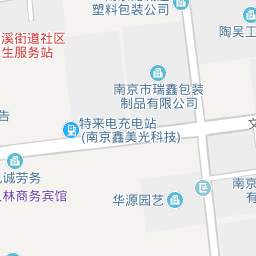 塑料包装公司
陶吴工
溪街道社区
生服务站
南京市瑞鑫包装
制品有限公司
告
特来电充电站
(南京鑫美光科技)
诚劳务
林商务宾馆
华源园艺
南京
有